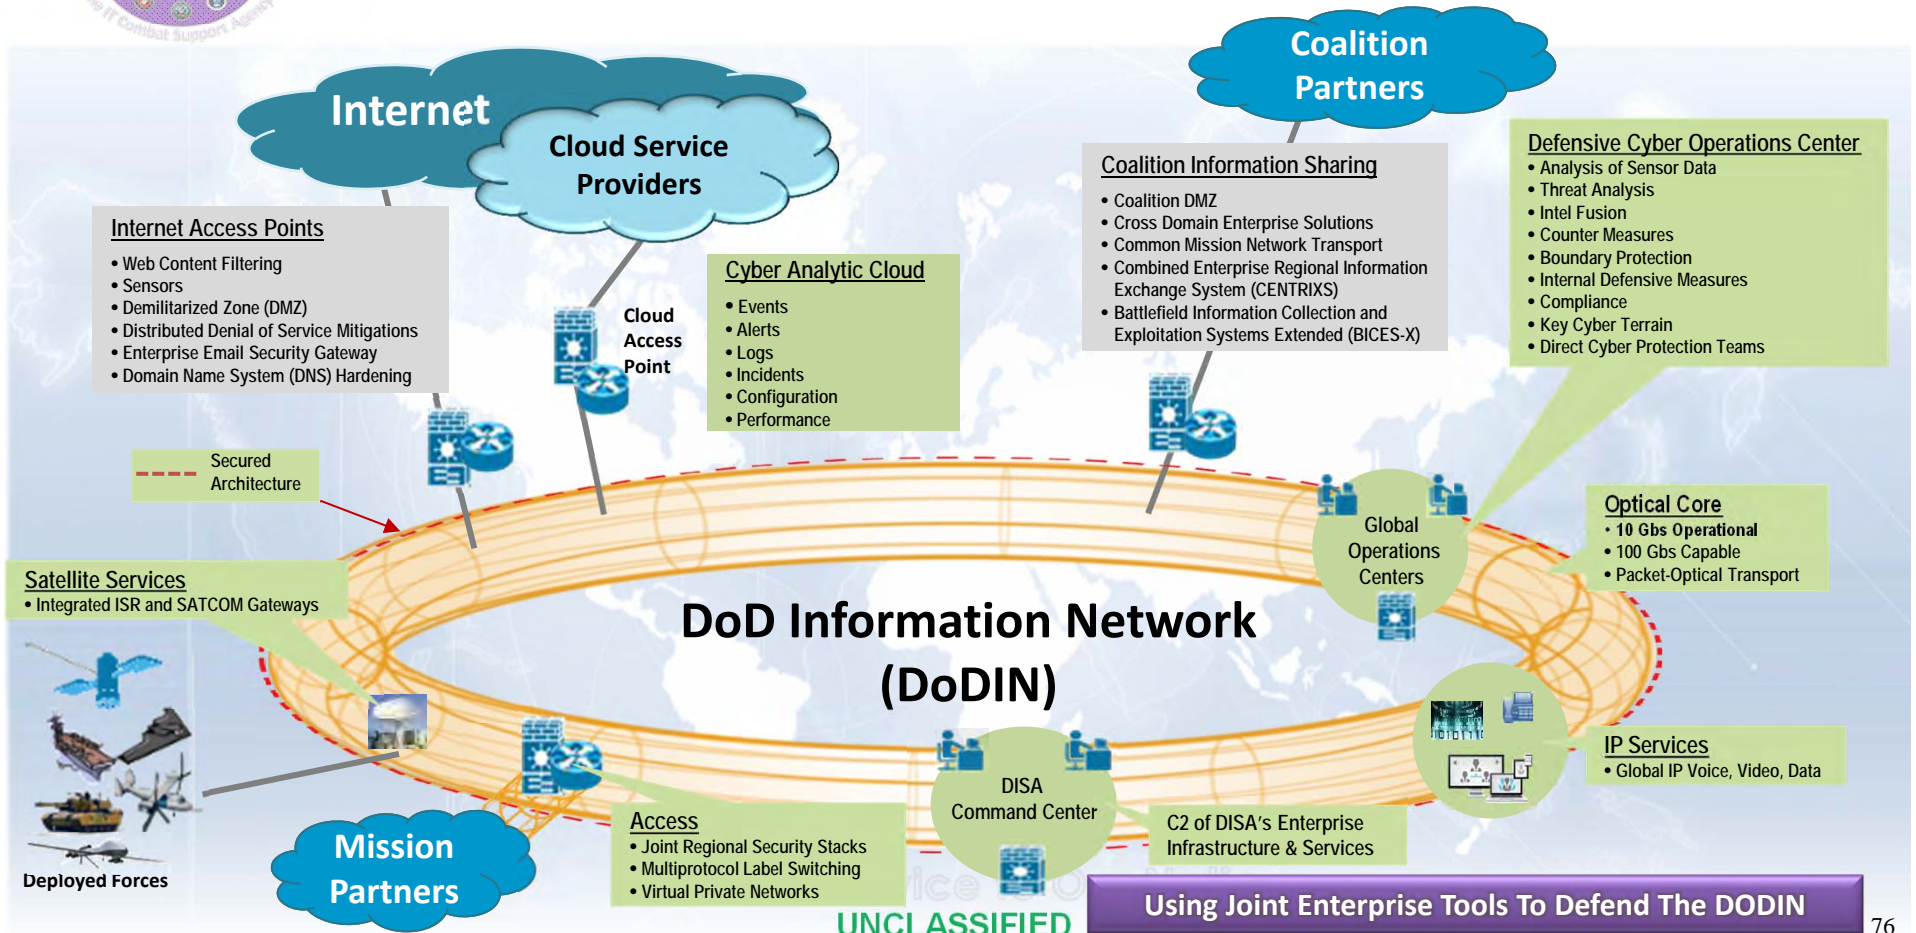 The IT Combat Support Agency
Internet
Cloud Service
Providers
Coalition
Partners
Internet Access Points
• Web Content Filtering
• Sensors
• Demilitarized Zone (DMZ)
• Distributed Denial of Service Mitigations
• Enterprise Email Security Gateway
• Domain Name System (DNS) Hardening
Cloud
Access
Point
Cyber Analytic Cloud
• Events
• Alerts
• Logs
• Incidents
• Configuration
• Performance
Coalition Information Sharing
• Coalition DMZ
• Cross Domain Enterprise Solutions
• Common Mission Network Transport
• Combined Enterprise Regional Information
Exchange System (CENTRIXS)
• Battlefield Information Collection and
Exploitation Systems Extended (BICES-X)
Defensive Cyber Operations Center
• Analysis of Sensor Data
• Threat Analysis
• Intel Fusion
• Counter Measures
• Boundary Protection
• Internal Defensive Measures
• Compliance
• Key Cyber Terrain
• Direct Cyber Protection Teams
Secured
Architecture
Global
Operations
Centers
Optical Core
• 10 Gbs Operational
• 100 Gbs Capable
• Packet-Optical Transport
Satellite Services
• Integrated ISR and SATCOM Gateways
DoD Information Network
(DoDIN)
IP Services
• Global IP Voice, Video, Data
DISA
Command Center
C2 of DISA's Enterprise
Infrastructure & Services
Access
• Joint Regional Security Stacks
• Multiprotocol Label Switching
• Virtual Private Networks
Mission
Partners
Deployed Forces
UNCLASSIFIED
Using Joint Enterprise Tools To Defend The DODIN
76